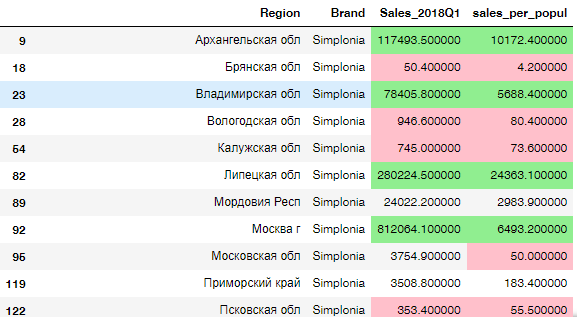 Region Brand Sales_2018Q1 sales_per_popul
9 Архангельская обл Simplonia 117493.500000 10172.400000
18 Брянская обл Simplonia 50.400000 4.200000
23 Владимирская обл Simplonia 78405.800000 5688.400000
28 Вологодская обл Simplonia 946.600000 80.400000
54 Калужская обл Simplonia 745.000000 73.600000
82 Липецкая обл Simplonia 280224.500000 24363.100000
89 Мордовия Респ Simplonia 24022.200000 2983.900000
92 Москва г Simplonia 812064.100000 6493.200000
95 Московская обл Simplonia 3754.900000 50.000000
119 Приморский край Simplonia 3508.800000 183.400000
122 Псковская обл Simplonia 353.400000 55.500000